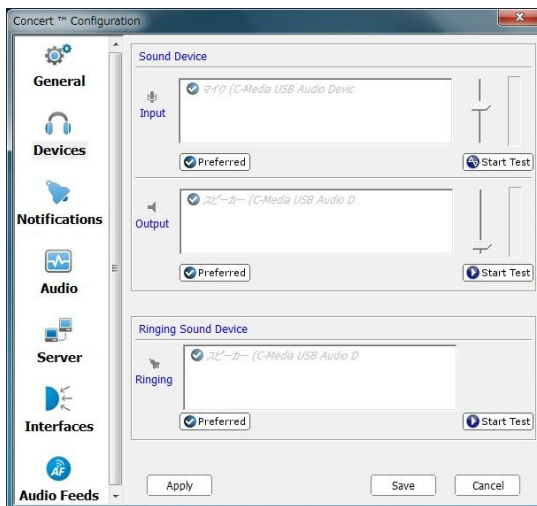 Concert ™ Configuration
General
Devices
Notifications
Audio
Server
Interfaces
AF
Audio Feeds
Sound Device
Input
マイク (C-Media USB Audio Devic
Preferred
Start Test
Output
スピーカー (C-Media USB Audio D
Preferred
Start Test
Ringing Sound Device
Ringing
スピーカー (C-Media USB Audio D
Preferred
Start Test
Apply
Save
Cancel